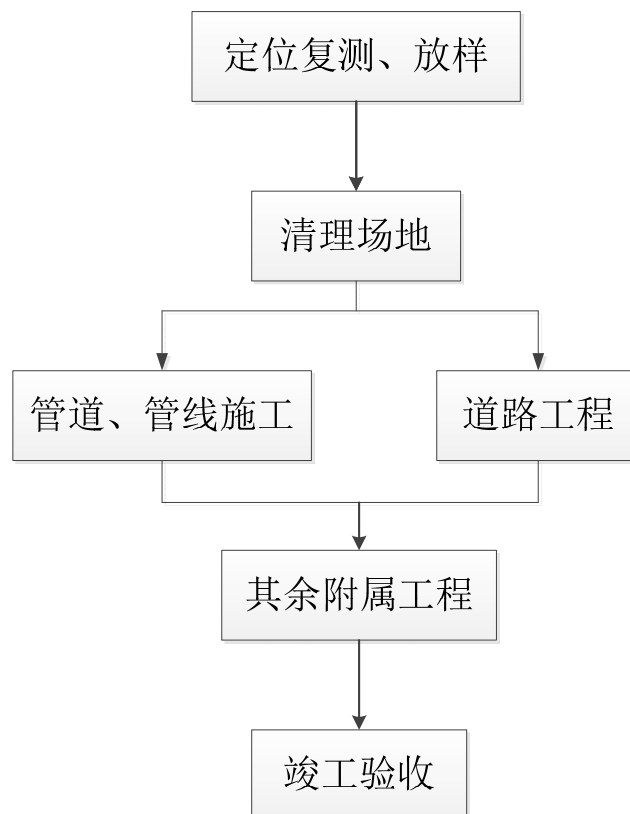 定位复测、放样
清理场地
管道、管线施工
道路工程
其余附属工程
竣工验收